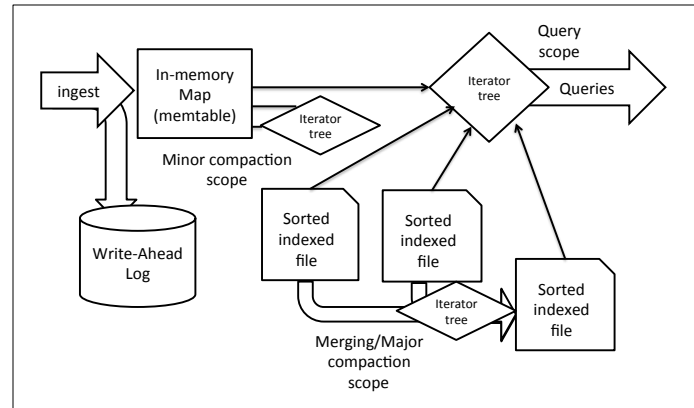 ingest
In-memory
Map
(memtable)
Iterator
tree
Minor compaction
scope
Write-Ahead
Log
Iterator
tree
Query
scope
Queries
Sorted
indexed
file
Sorted
indexed
file
Sorted
indexed
file
Iterator
tree
Merging/Major
compaction
scope